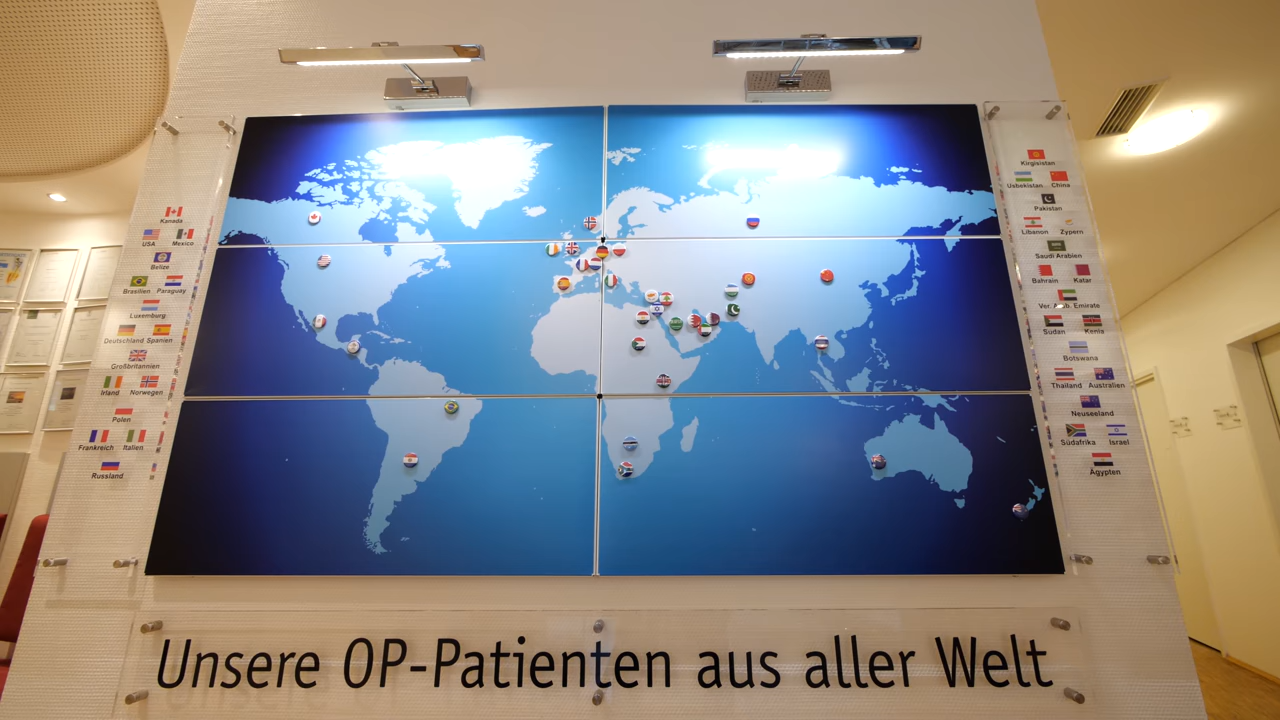 Kanada
USA Mexico
Belize
Brasilien Paraguay
Luxemburg
Deutschland Spanien
Großbritannien
Irland Norwegen
Polen
Frankreich Italien
Russland
Kirgisistan
Usbekistan China
Pakistan
Libanon Zypern
Saudi Arabien
Bahrain Katar
Ver. Arab. Emirate
Sudan Kenia
Botswana
Thailand Australien
Neuseeland
Südafrika Israel
Ägypten
Unsere OP-Patienten aus aller Welt